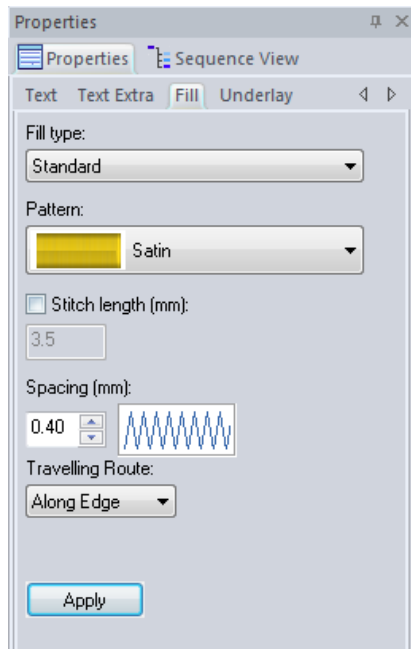 Properties
Properties Sequence View
Text Text Extra Fill Underlay
Fill type:
Standard
Pattern:
Satin
Stitch length (mm):
3.5
Spacing (mm):
0.40
Travelling Route:
Along Edge
Apply